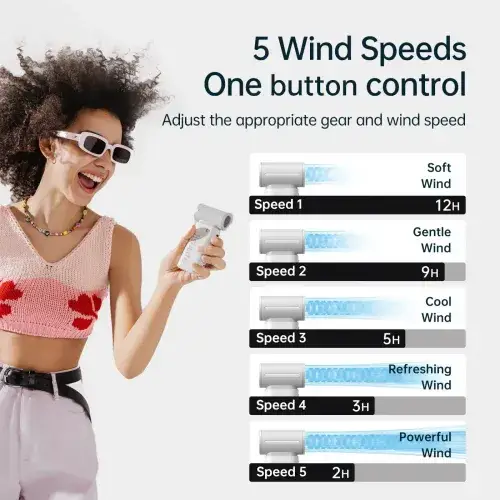 5 Wind Speeds
One button control
Adjust the appropriate gear and wind speed
Soft
Wind
Speed 1 12H
Gentle
Wind
Speed 2 9H
Cool
Wind
Speed 3 5H
Refreshing
Wind
Speed 4 3H
Powerful
Wind
Speed 5 2H